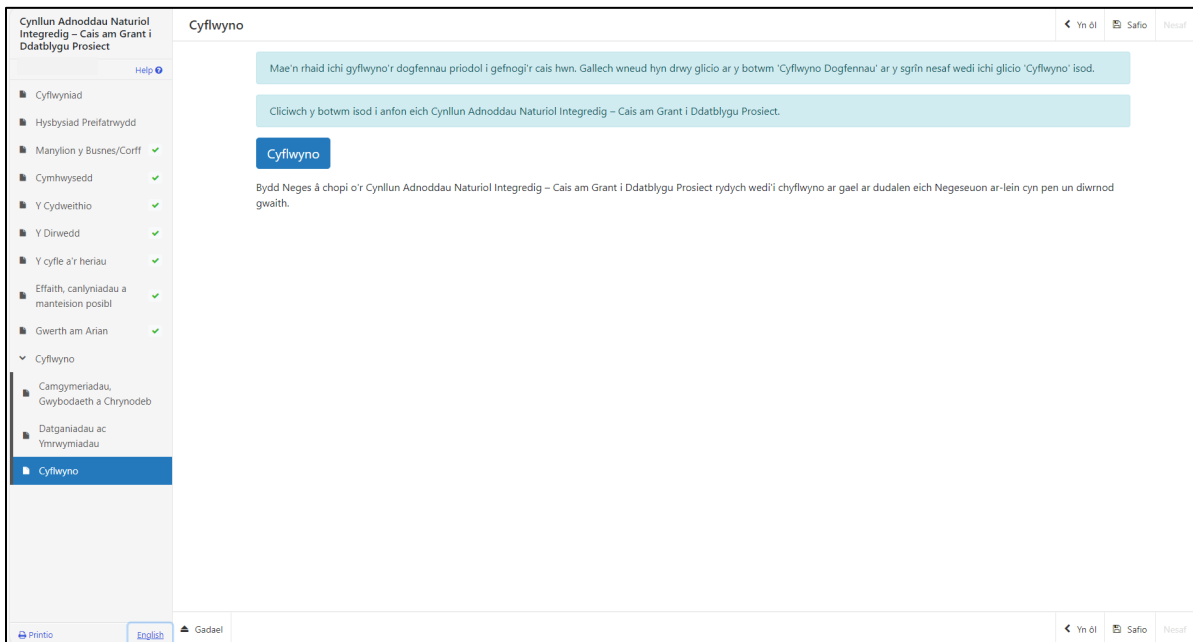 Cynllun Adnoddau Naturiol
Integredig – Cais am Grant i
Ddatblygu Prosiect
Help
Cyflwyniad
Hysbysiad Preifatrwydd
Manylion y Busnes/Corff
Cymhwysedd
Y Cydweithio
Y Dirwedd
Y cyfle a'r heriau
Effaith, canlyniadau a
manteision posibl
Gwerth am Arian
Cyflwyno
Camgymeriadau,
Gwybodaeth a Chrynodeb
Datganiadau ac
Ymrwymiadau
Cyflwyno
Printio English
Cyflwyno
Yn ôl Safio Nesaf
Mae'n rhaid ichi gyflwyno'r dogfennau priodol i gefnogi'r cais hwn. Gallech wneud hyn drwy glicio ar y botwm 'Cyflwyno Dogfennau' ar y sgrîn nesaf wedi ichi glicio 'Cyflwyno' isod.
Cliciwch y botwm isod i anfon eich Cynllun Adnoddau Naturiol Integredig – Cais am Grant i Ddatblygu Prosiect.
Cyflwyno
Bydd Neges â chopi o'r Cynllun Adnoddau Naturiol Integredig – Cais am Grant i Ddatblygu Prosiect rydych wedi'i chyflwyno ar gael ar dudalen eich Negeseuon ar-lein cyn pen un diwrnod
gwaith.
Gadael
Yn ôl Safio Nesaf